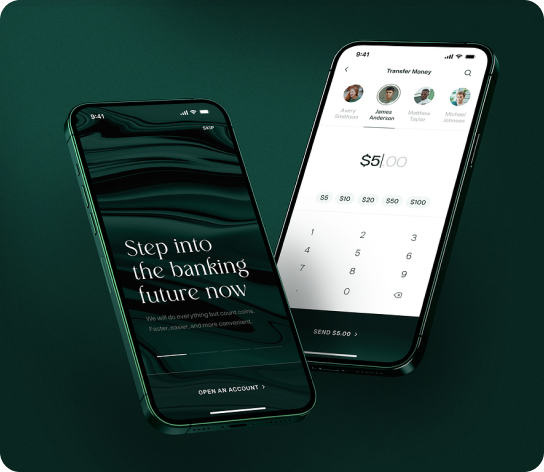 9:41
SKIP
Step into
the banking
future now
We will do everything but count coins.
Faster, easier, and more convenient.
OPEN AN ACCOUNT >
9:41
<
Transfer Money
Avery
Smithson
James
Anderson
Matthew
Taylor
Michael
Johnson
$5.00
$5 $10 $20 $50 $100
1 2 3
4 5 6
7 8 9
. 0
SEND $5.00 >